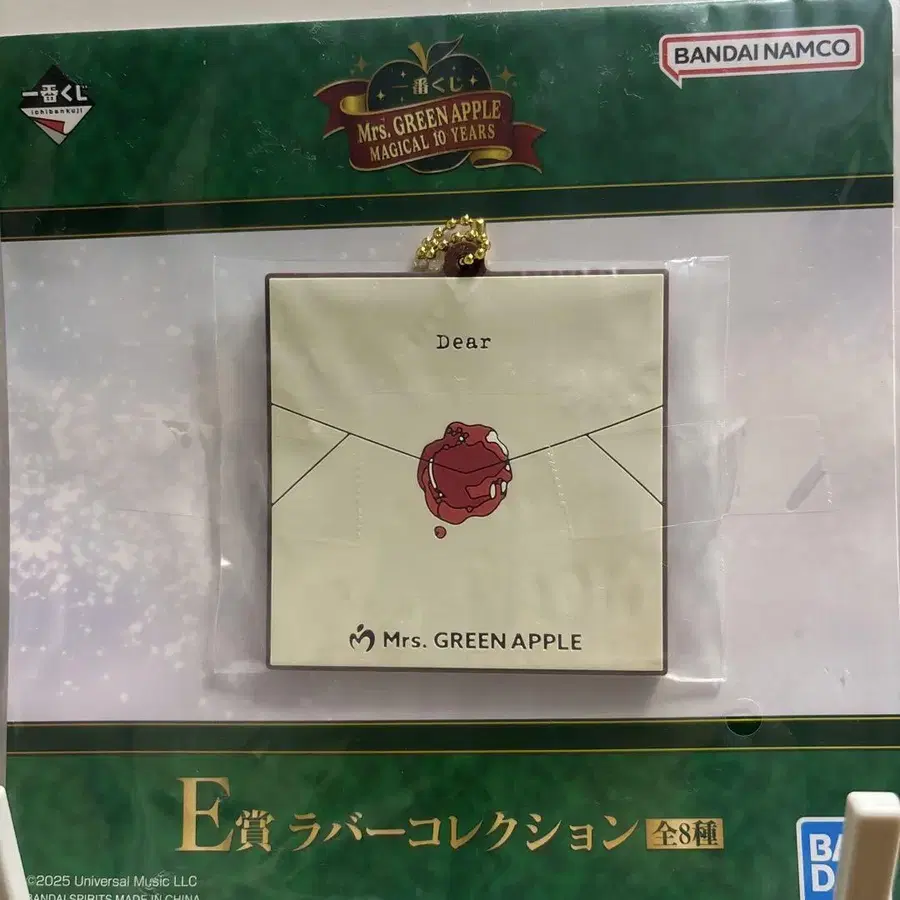 一番くじ
ichibankuji
一番くじ
Mrs. GREEN APPLE
MAGICAL 10 YEARS
BANDAI NAMCO
Dear
Mrs. GREEN APPLE
E賞 ラバーコレクション 全8種
©2025 Universal Music LLC
BANDAI SPIRITS MADE IN CHINA